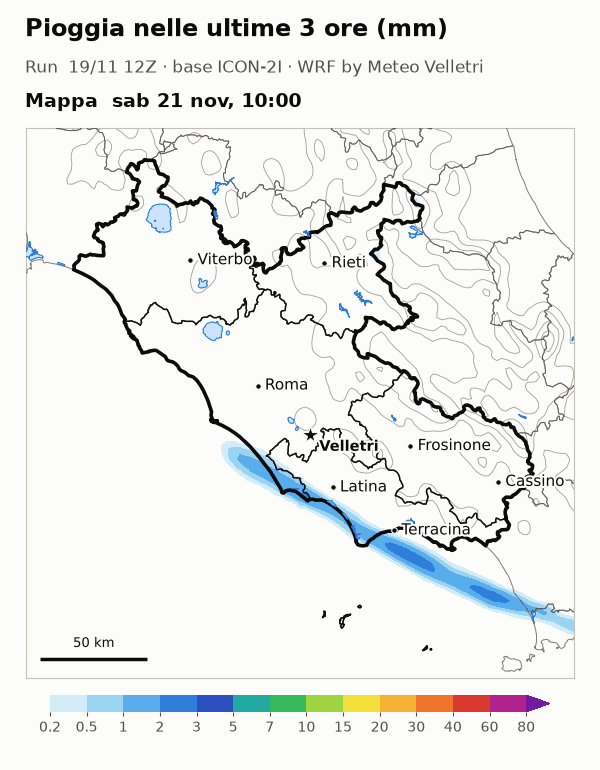 Pioggia nelle ultime 3 ore (mm)
Run  19/11 12Z · base ICON-2I · WRF by Meteo Velletri
Mappa  sab 21 nov, 10:00
Viterbo
Rieti
Roma
Velletri
Frosinone
Cassino
Latina
Terracina
50 km
0.2 0.5 1 2 3 5 7 10 15 20 30 40 60 80